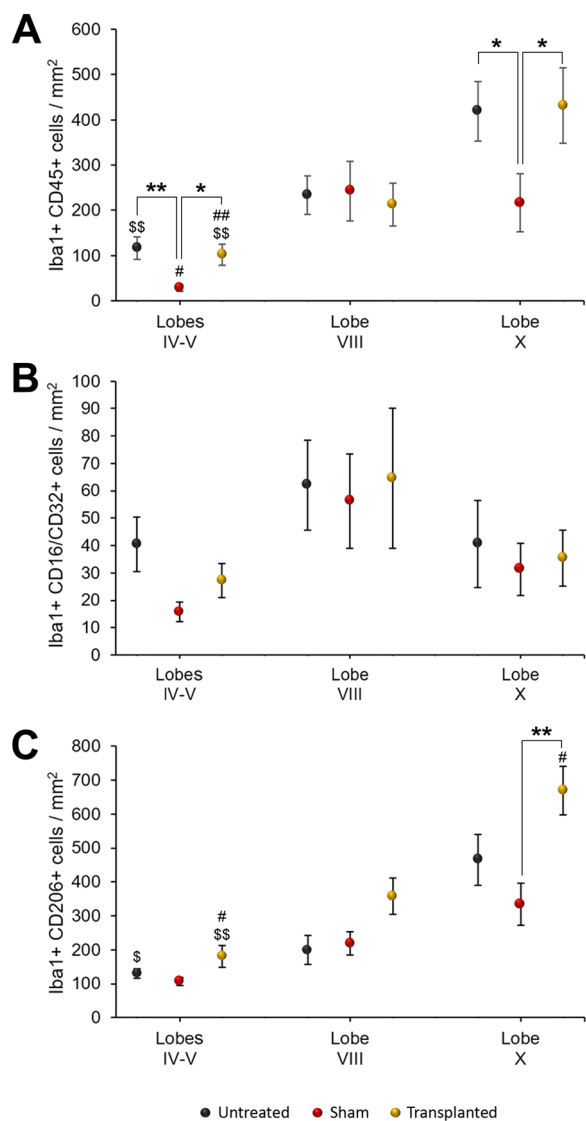 A
Iba1+ CD45+ cells / mm²
600
500
400
300
200
100
0
** *
* *
$$
#
##
$$
Lobes
IV-V
Lobe
VIII
Lobe
X
B
Iba1+ CD16/CD32+ cells / mm²
100
90
80
70
60
50
40
30
20
10
0
Lobes
IV-V
Lobe
VIII
Lobe
X
C
Iba1+ CD206+ cells / mm²
800
700
600
500
400
300
200
100
0
**
#
$
#
$$
Lobes
IV-V
Lobe
VIII
Lobe
X
Untreated Sham Transplanted